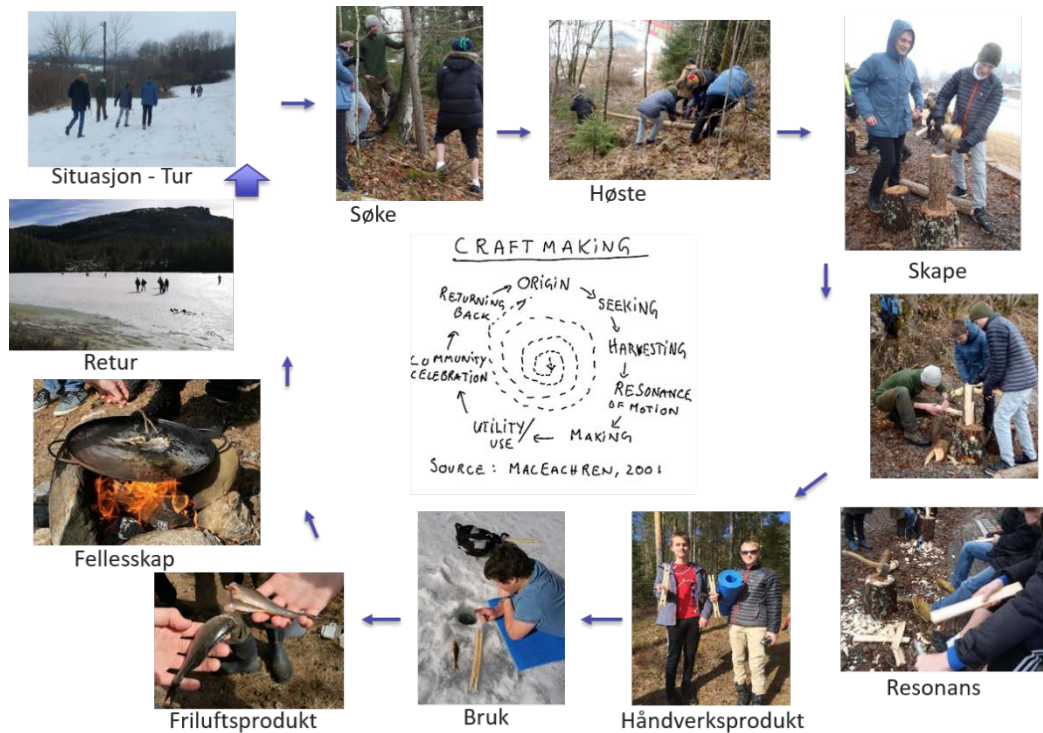 Situasjon - Tur
Søke
Høste
Skape
Retur
CRAFT MAKING
ORIGIN
SEEKING
HARVESTING
RESONANCE
OF MOTION
MAKING
UTILITY/
USE
COMMUNITY
CELEBRATION
RETURNING
BACK
SOURCE: MACEACHREN, 2001
Fellesskap
Resonans
Håndverksprodukt
Bruk
Friluftsprodukt